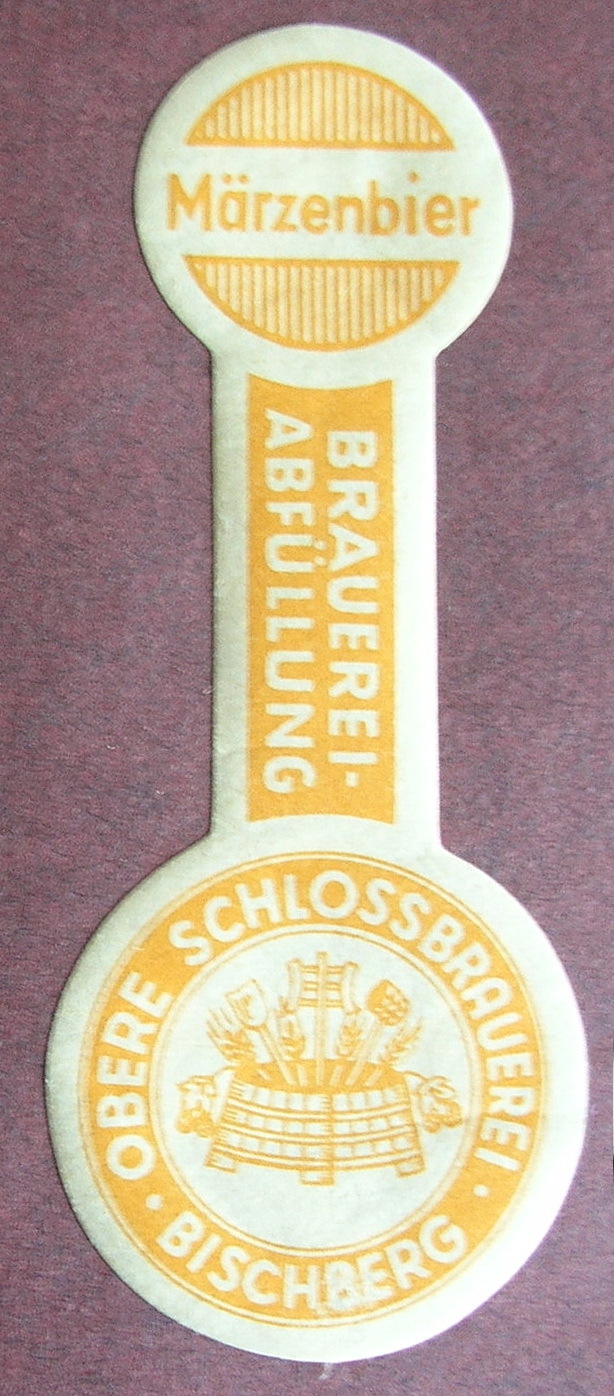 Märzenbier
BRAUEREI-
ABFÜLLUNG
OBERE SCHLOSSBRAUEREI
· BISCHBERG ·